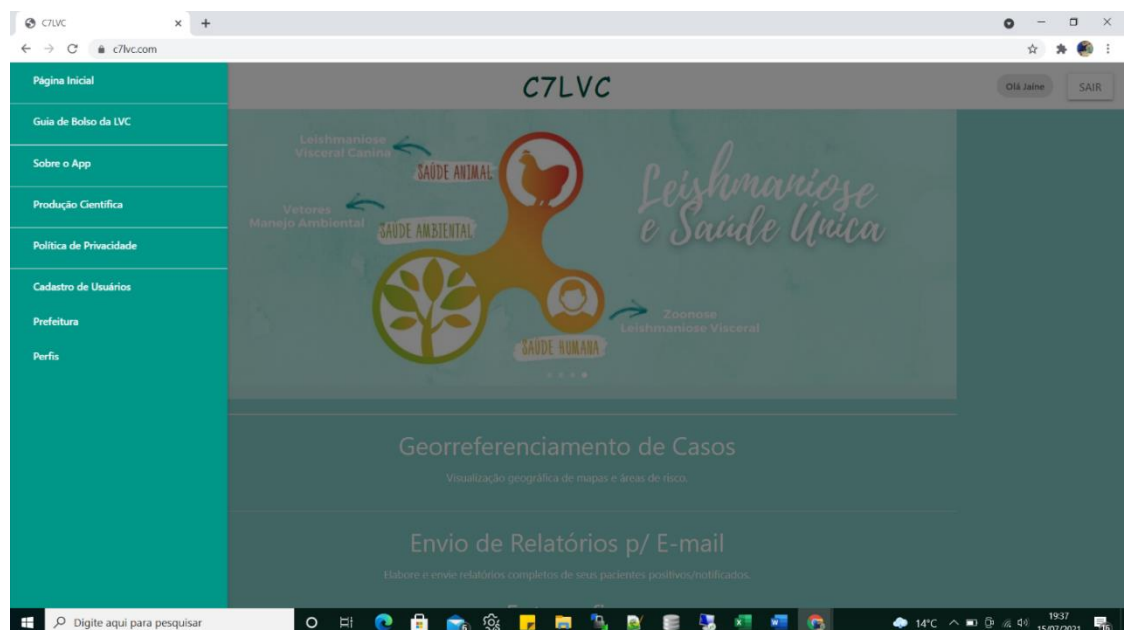 C7LVC
c7lvc.com
Página Inicial
Guia de Bolso da LVC
Sobre o App
Produção Científica
Política de Privacidade
Cadastro de Usuários
Prefeitura
Perfis
C7LVC
Olá Jaine
SAIR
Leishmaniose
Visceral Canina
SAÚDE ANIMAL
Vetores
Manejo Ambiental
SAÚDE AMBIENTAL
Leishmaniose
e Saúde Única
Zoonose
Leishmaniose Visceral
SAÚDE HUMANA
Georreferenciamento de Casos
Visualização geográfica de mapas e áreas de risco.
Envio de Relatórios p/ E-mail
Elabore e envie relatórios completos de seus pacientes positivos/notificados.
Digite aqui para pesquisar
14°C
19:37
15/07/2021